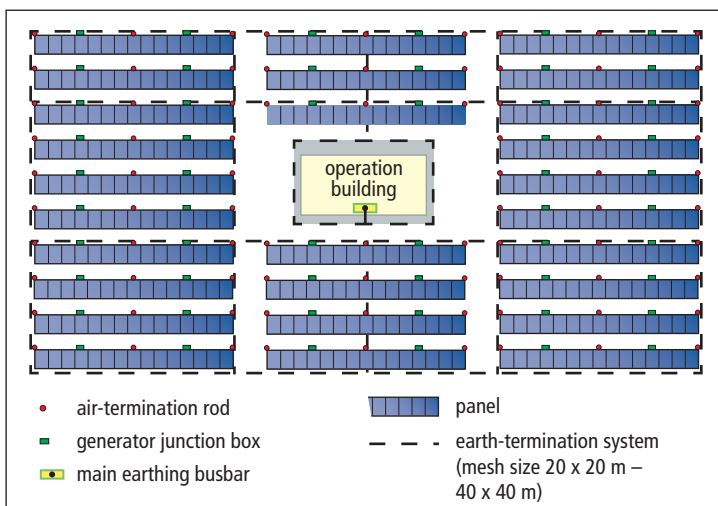 operation
building
air-termination rod
generator junction box
main earthing busbar
panel
earth-termination system
(mesh size 20 x 20 m –
40 x 40 m)